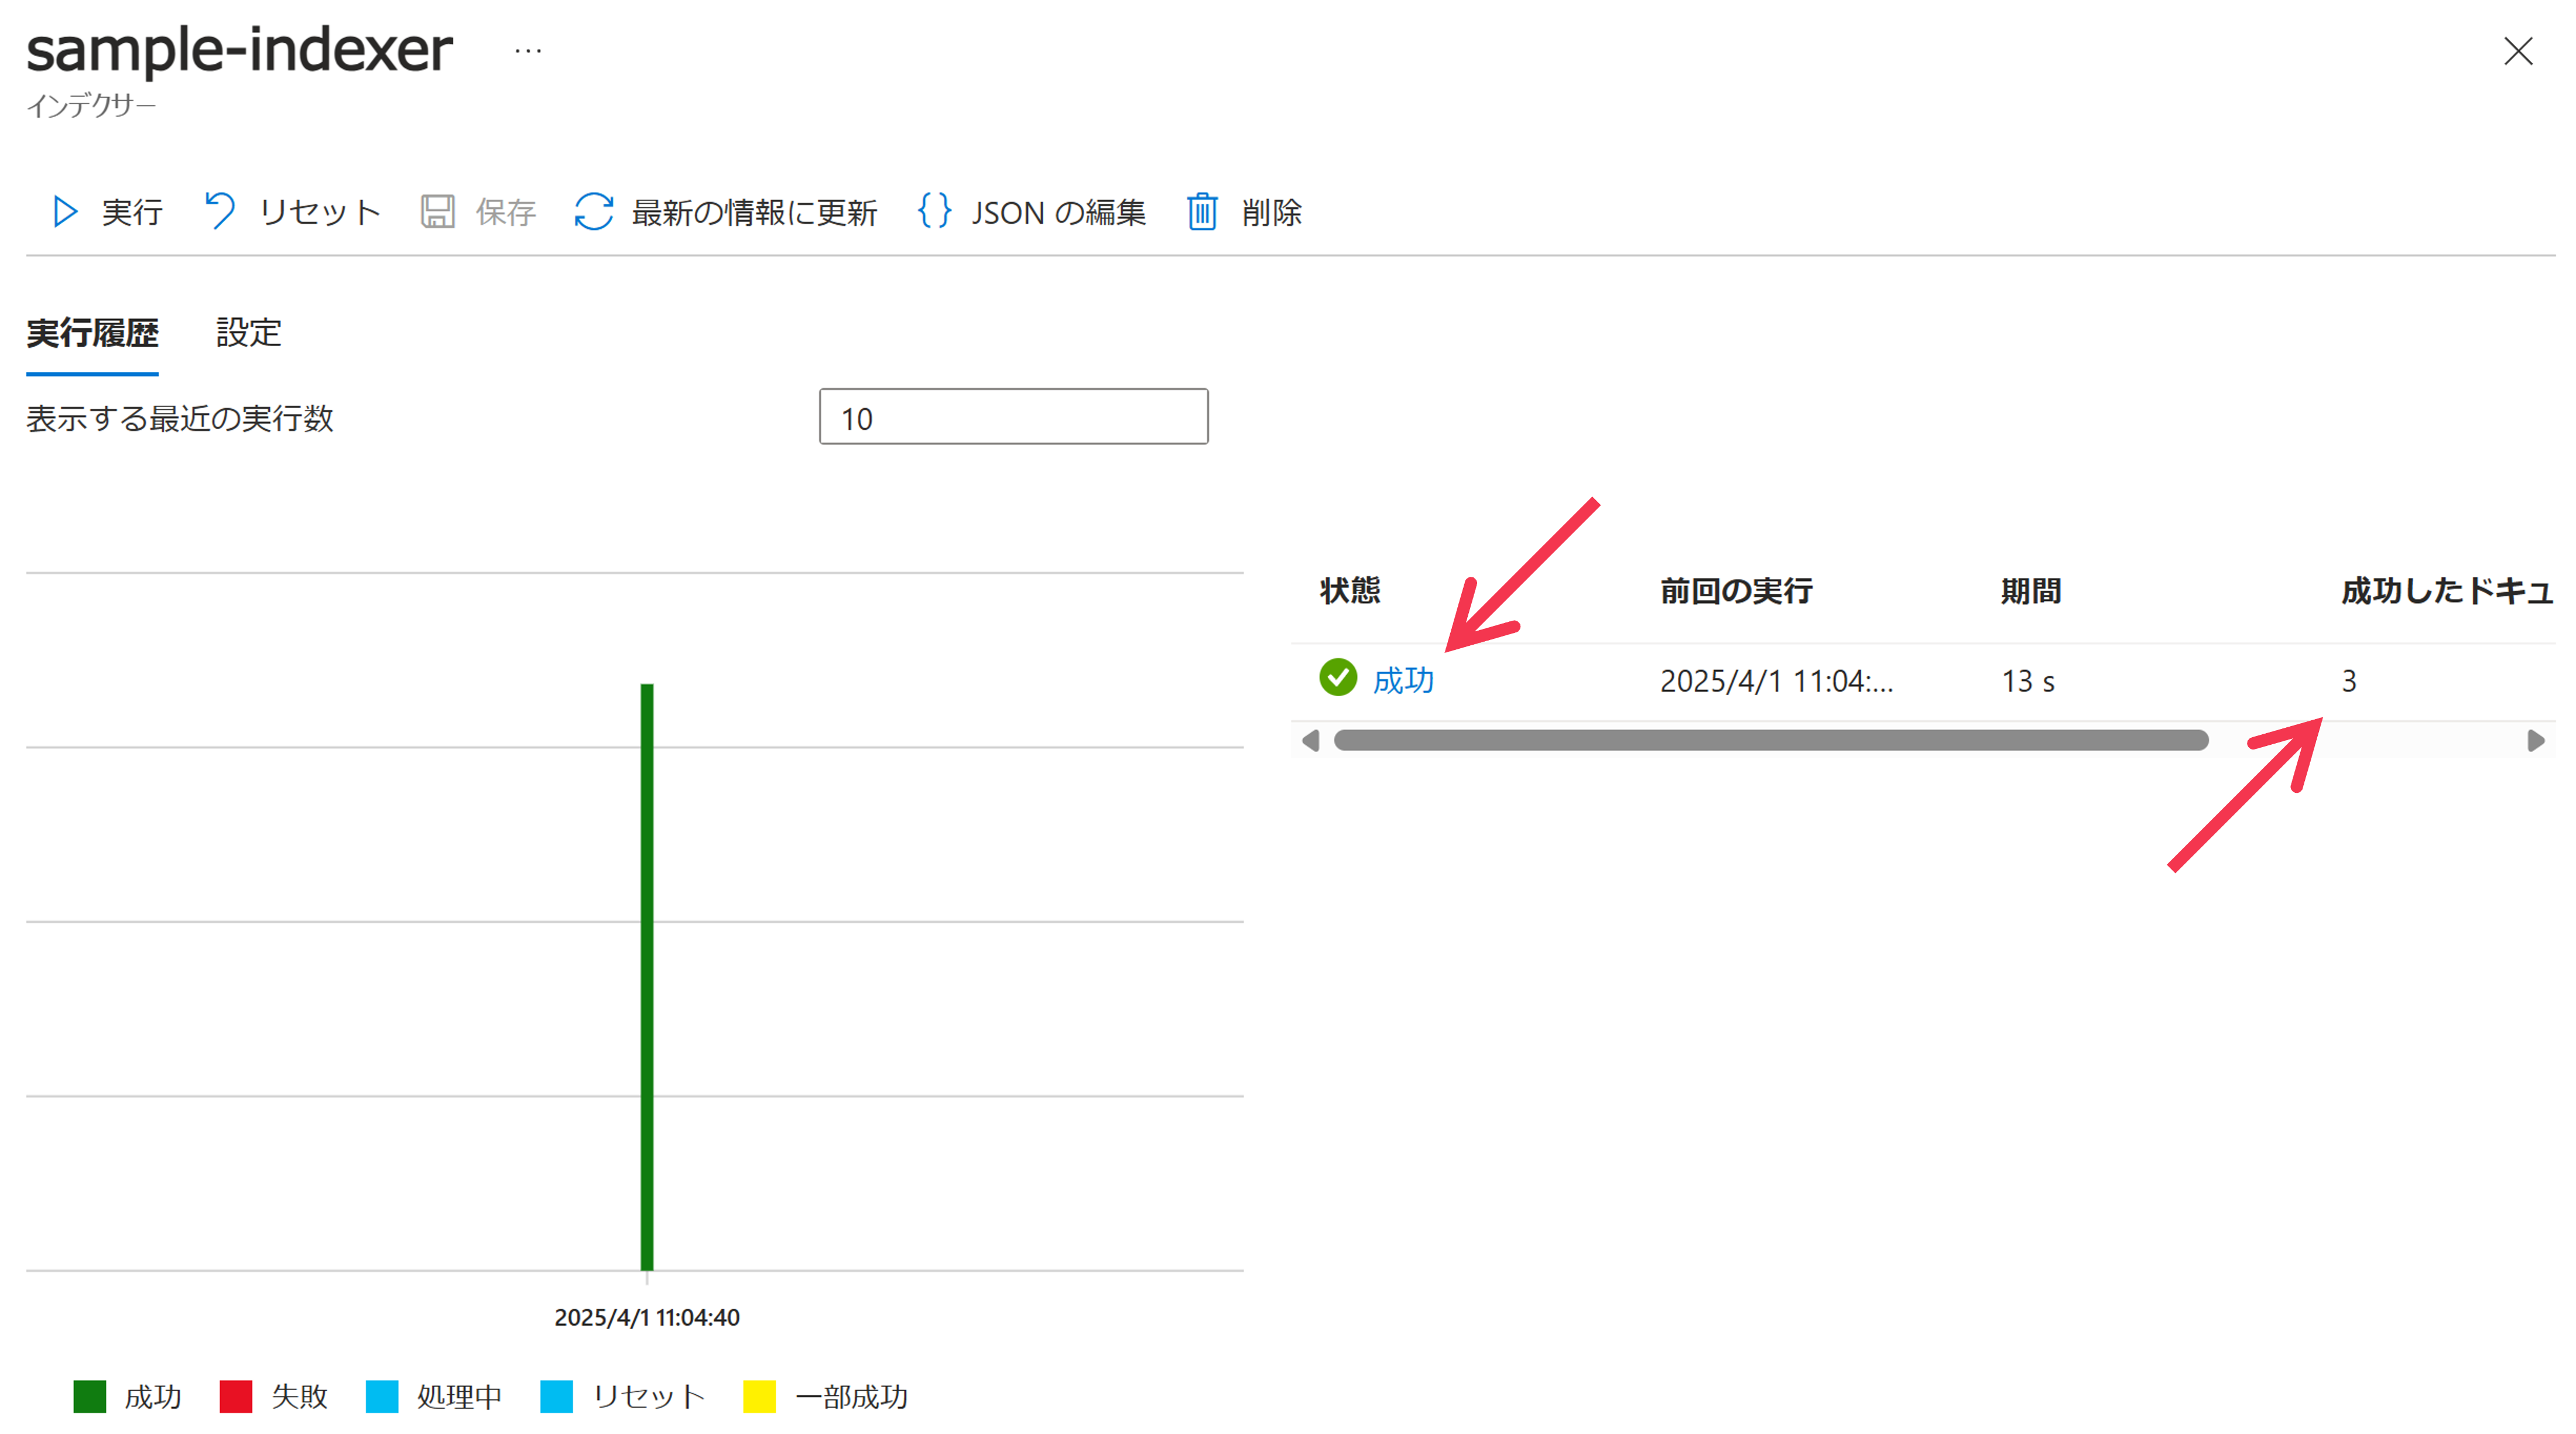 sample-indexer ...
インデクサー
実行 リセット 保存 最新の情報に更新 {} JSON の編集 削除
実行履歴 設定
表示する最近の実行数 10
状態 前回の実行 期間 成功したドキュ
成功 2025/4/1 11:04:... 13 s 3
2025/4/1 11:04:40
成功 失敗 処理中 リセット 一部成功